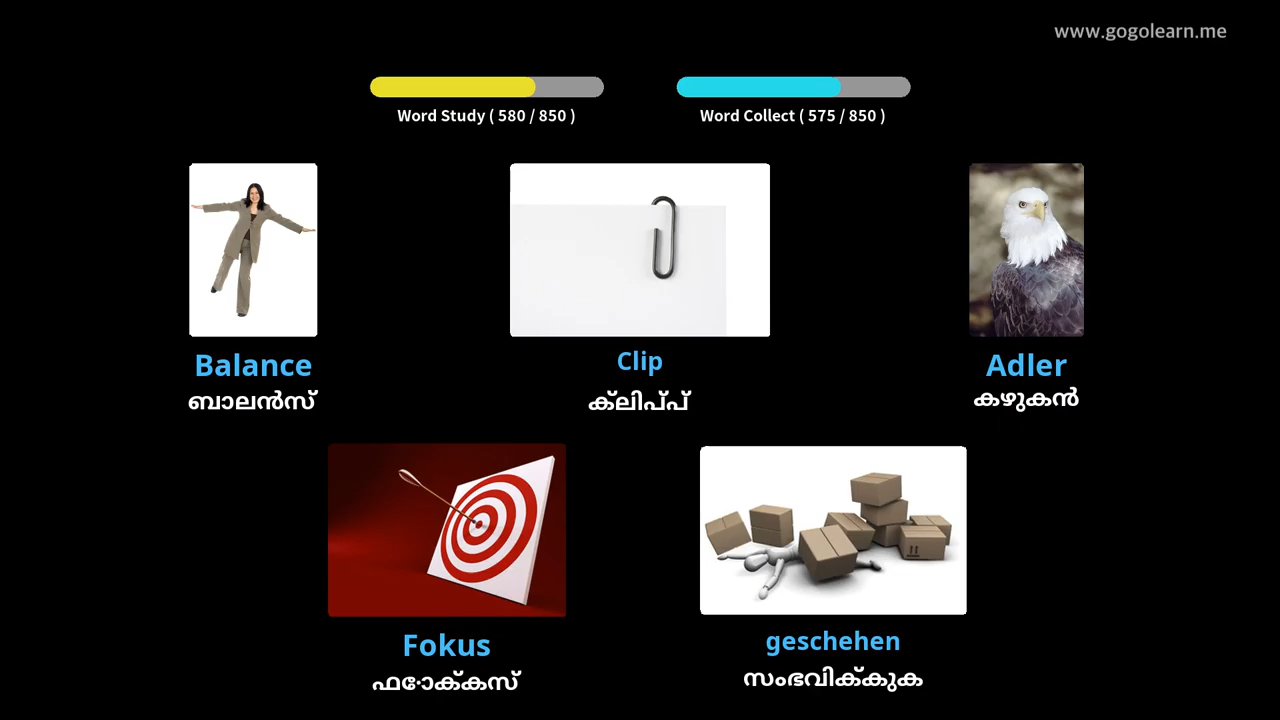 www.gogolearn.me
Word Study ( 580 / 850 )
Word Collect ( 575 / 850 )
Balance
ബാലൻസ്
Clip
ക്ലിപ്പ്
Adler
കഴുകൻ
Fokus
ഫോക്കസ്
geschehen
സംഭവിക്കുക